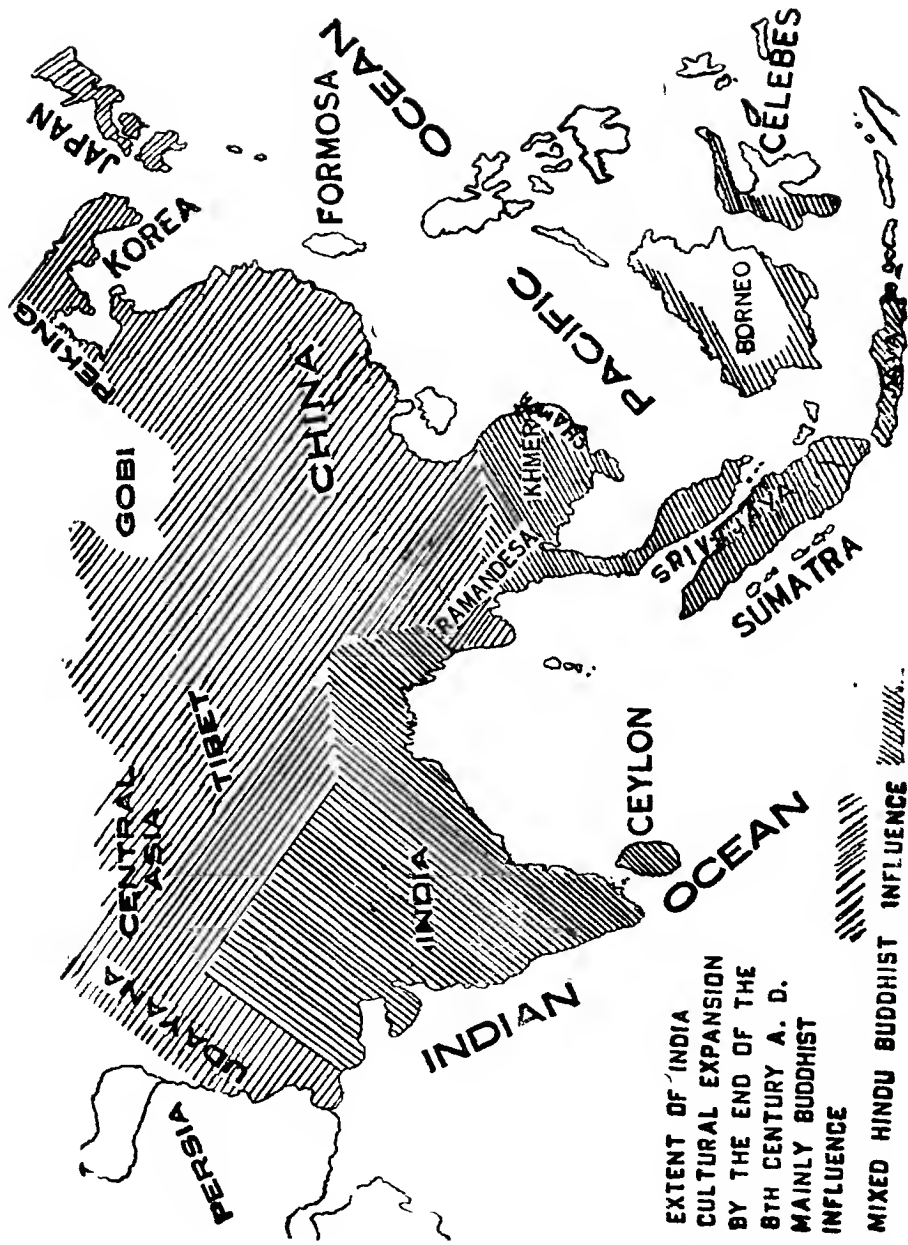 JAPAN
KOREA
PEKING
GOBI
FORMOSA
OCEAN
CHINA
PACIFIC
CELEBES
BORNEO
JAVA
KHMER
CHAMPA
RAMANDESA
SRIVIJAYA
SUMATRA
TIBET
CENTRAL
ASIA
UDAYANA
PERSIA
INDIA
CEYLON
INDIAN
OCEAN
EXTENT OF INDIA
CULTURAL EXPANSION
BY THE END OF THE
8TH CENTURY A. D.
MAINLY BUDDHIST
INFLUENCE
MIXED HINDU BUDDHIST INFLUENCE